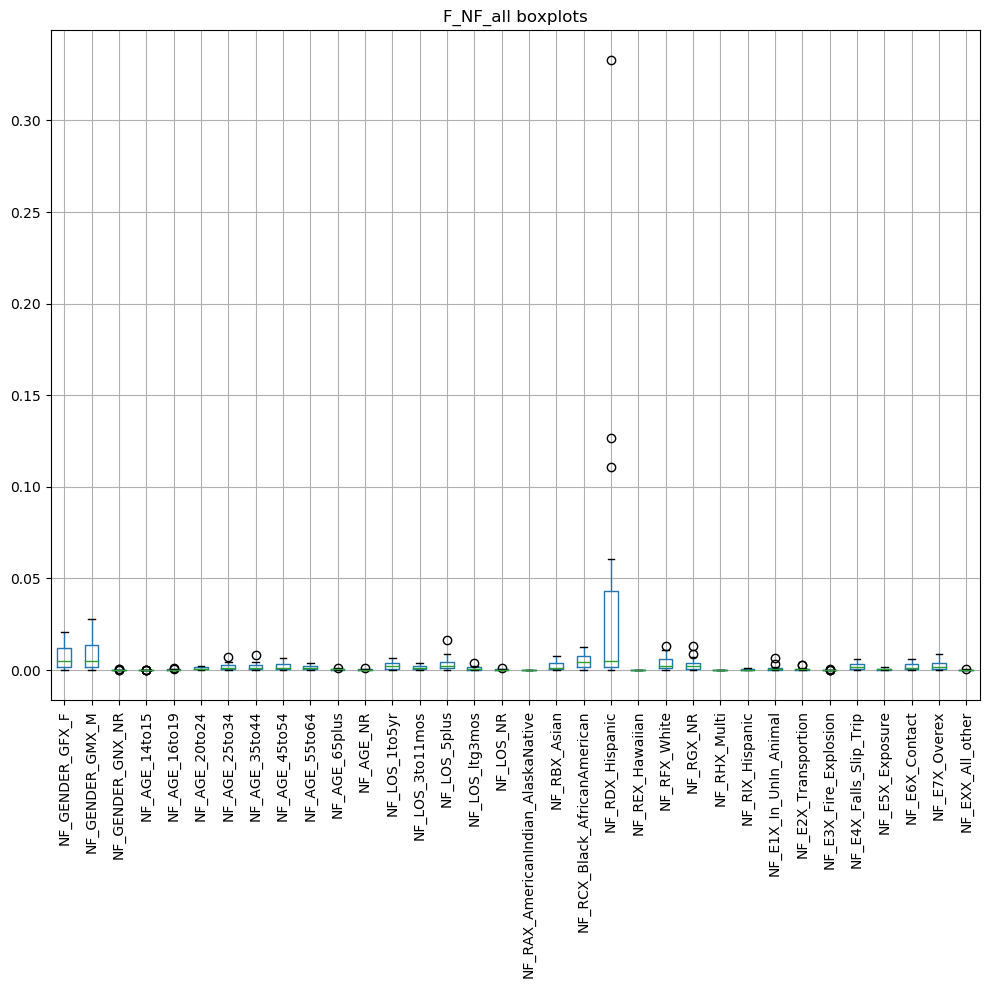 F_NF_all boxplots
0.30
0.25
0.20
0.15
0.10
0.05
0.00
NF_GENDER_GFX_F
NF_GENDER_GMX_M
NF_GENDER_GNX_NR
NF_AGE_14to15
NF_AGE_16to19
NF_AGE_20to24
NF_AGE_25to34
NF_AGE_35to44
NF_AGE_45to54
NF_AGE_55to64
NF_AGE_65plus
NF_AGE_NR
NF_LOS_1to5yr
NF_LOS_3to11mos
NF_LOS_5plus
NF_LOS_ltg3mos
NF_LOS_NR
NF_RAX_AmericanIndian_AlaskaNative
NF_RBX_Asian
NF_RCX_Black_AfricanAmerican
NF_RDX_Hispanic
NF_REX_Hawaiian
NF_RFX_White
NF_RGX_NR
NF_RHX_Multi
NF_RIX_Hispanic
NF_E1X_In_UnIn_Animal
NF_E2X_Transportion
NF_E3X_Fire_Explosion
NF_E4X_Falls_Slip_Trip
NF_E5X_Exposure
NF_E6X_Contact
NF_E7X_Overex
NF_EXX_All_other